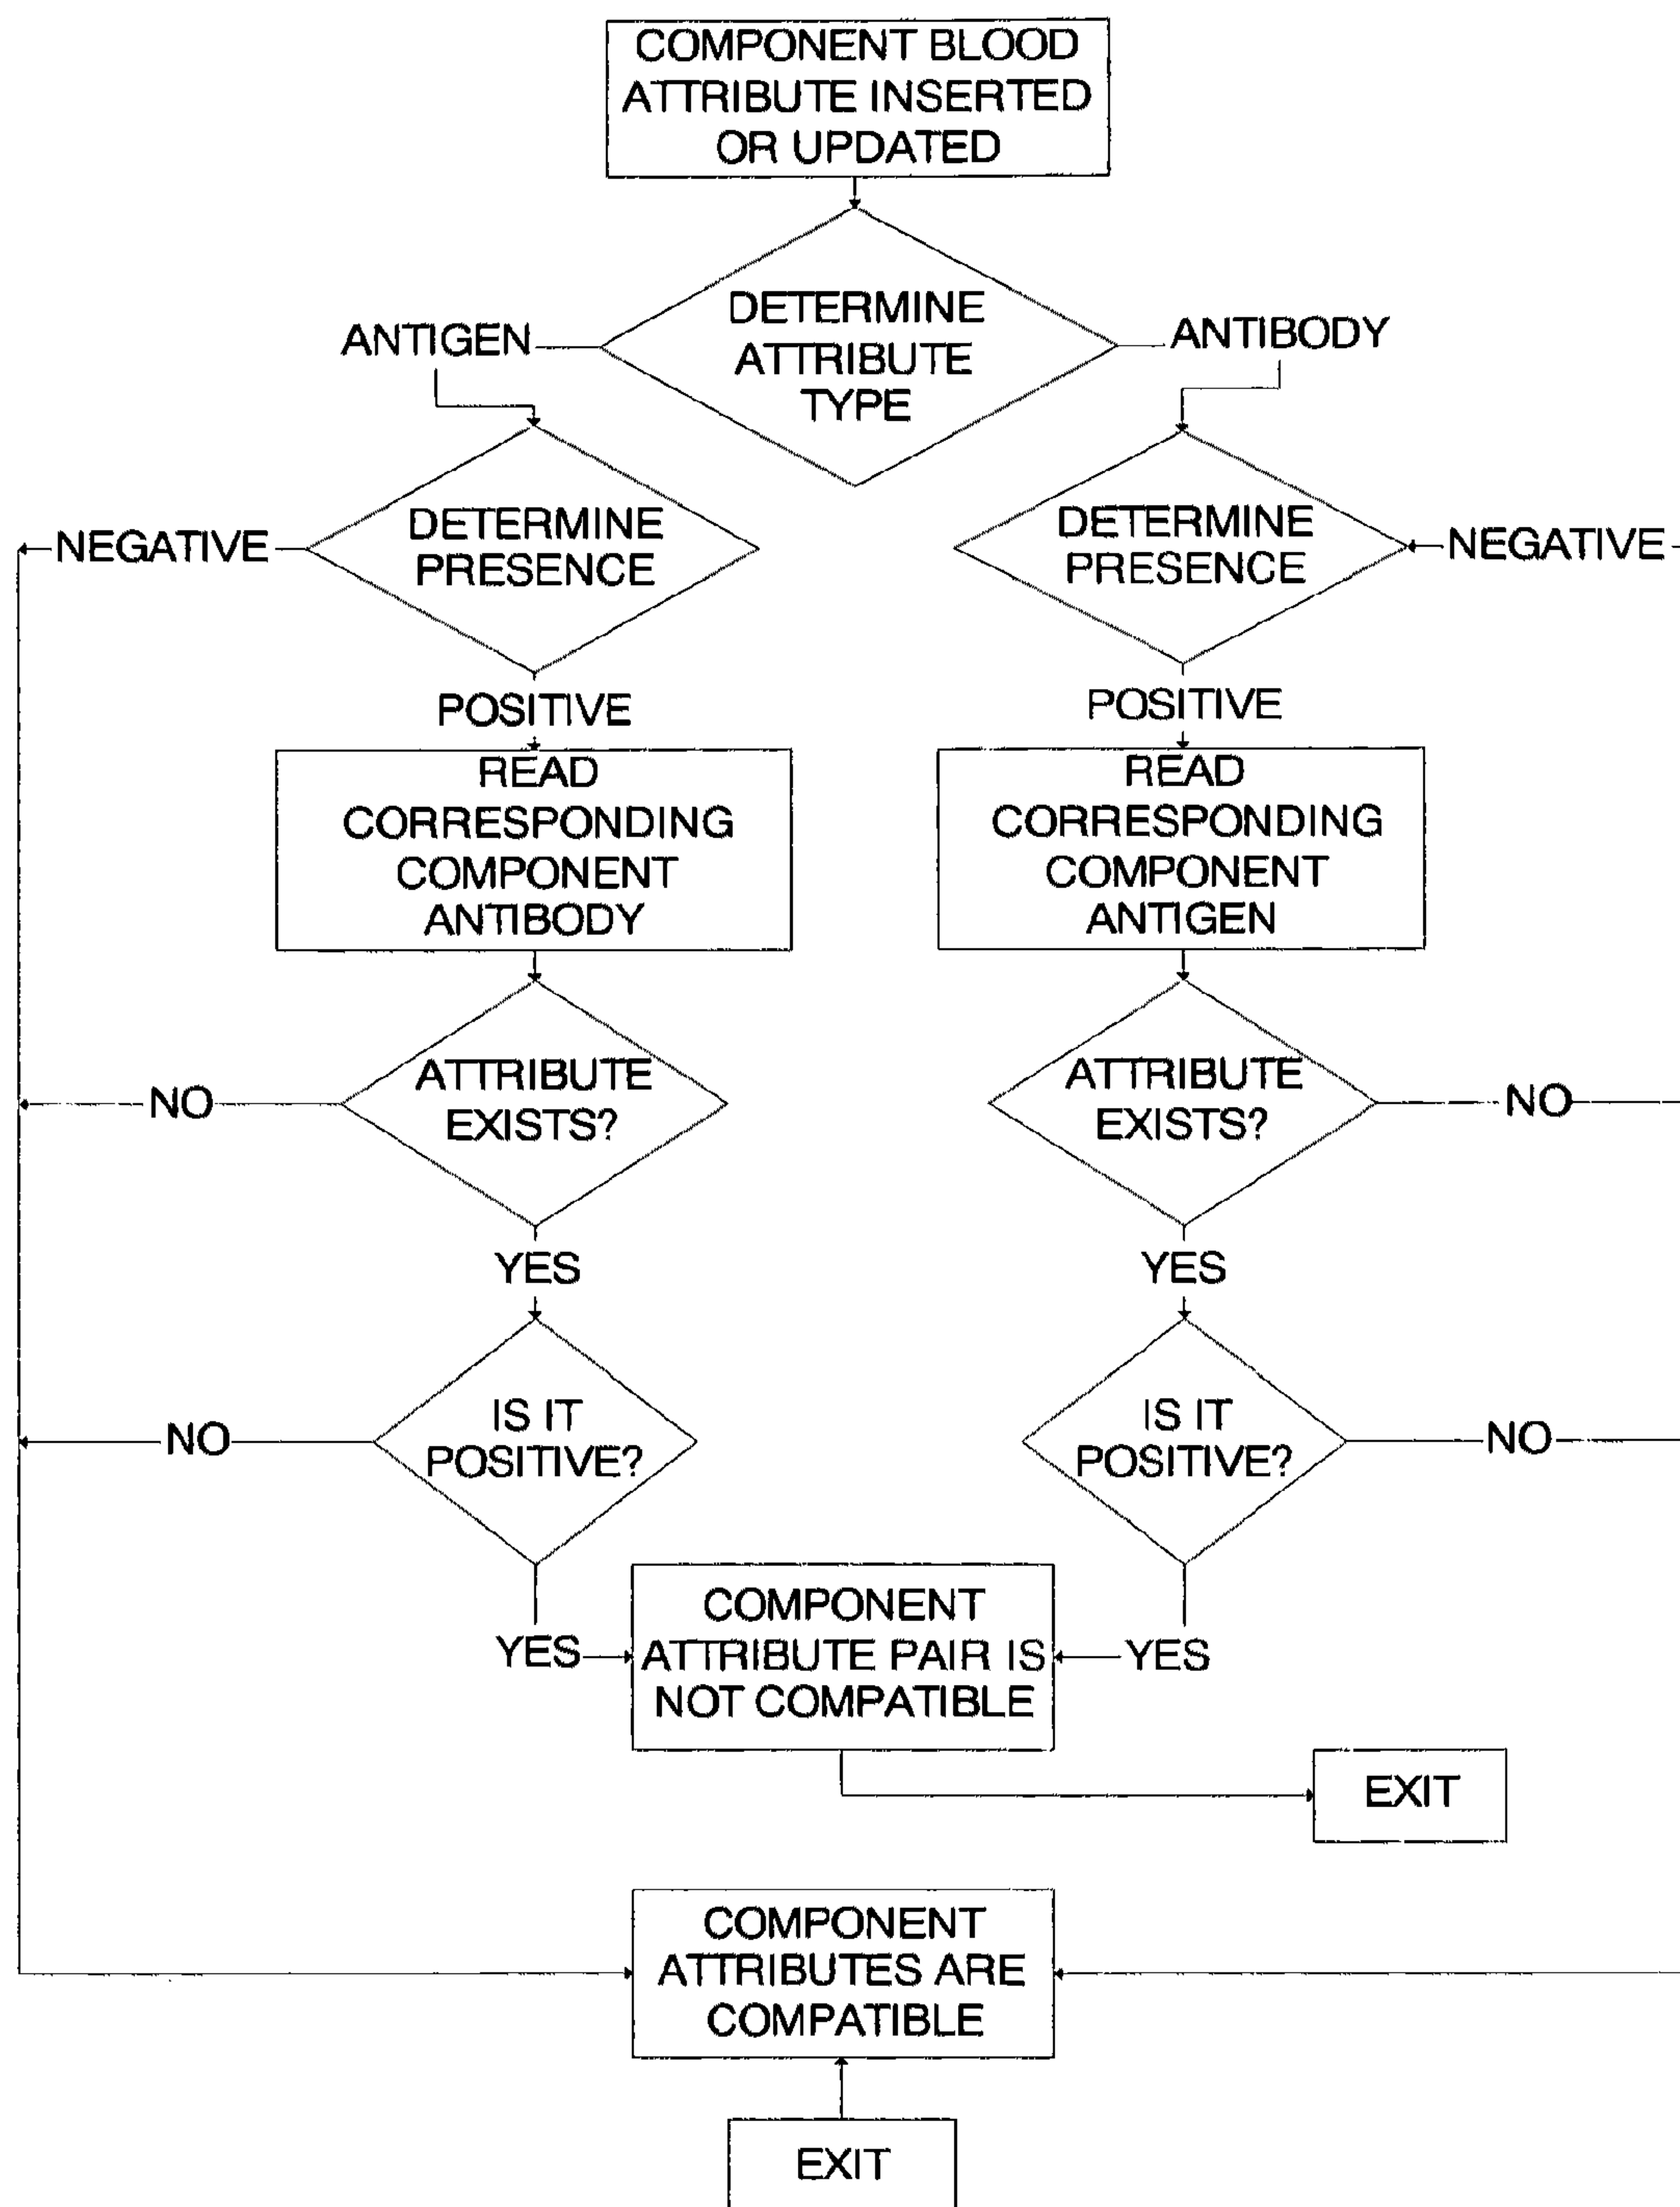 COMPONENT BLOOD
ATTRIBUTE INSERTED
OR UPDATED
DETERMINE
ATTRIBUTE
TYPE
ANTIGEN
ANTIBODY
NEGATIVE
DETERMINE
PRESENCE
DETERMINE
PRESENCE
NEGATIVE
POSITIVE
POSITIVE
READ
CORRESPONDING
COMPONENT
ANTIBODY
READ
CORRESPONDING
COMPONENT
ANTIGEN
NO
ATTRIBUTE
EXISTS?
ATTRIBUTE
EXISTS?
NO
YES
YES
NO
IS IT
POSITIVE?
IS IT
POSITIVE?
NO
YES
COMPONENT
ATTRIBUTE PAIR IS
NOT COMPATIBLE
YES
EXIT
COMPONENT
ATTRIBUTES ARE
COMPATIBLE
EXIT